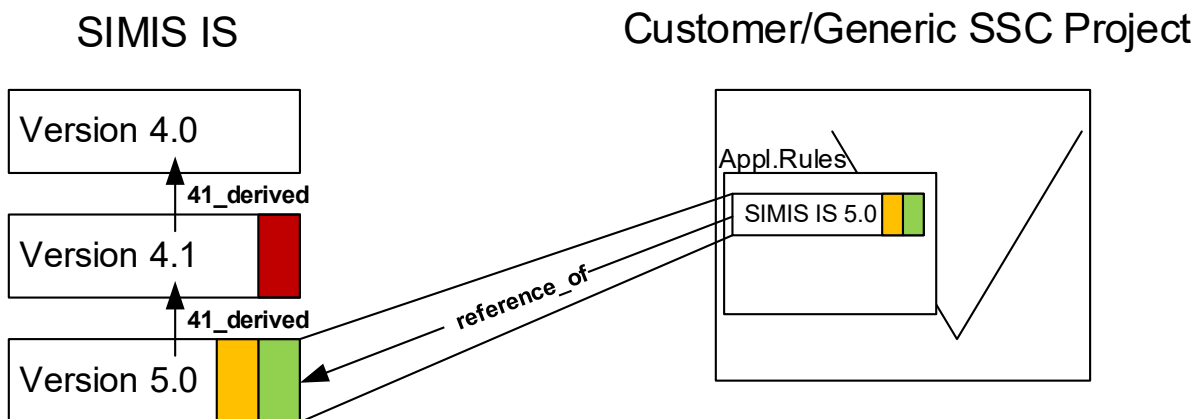 SIMIS IS
Customer/Generic SSC Project
Version 4.0
41_derived
Version 4.1
41_derived
Version 5.0
reference_of
Appl.Rules
SIMIS IS 5.0